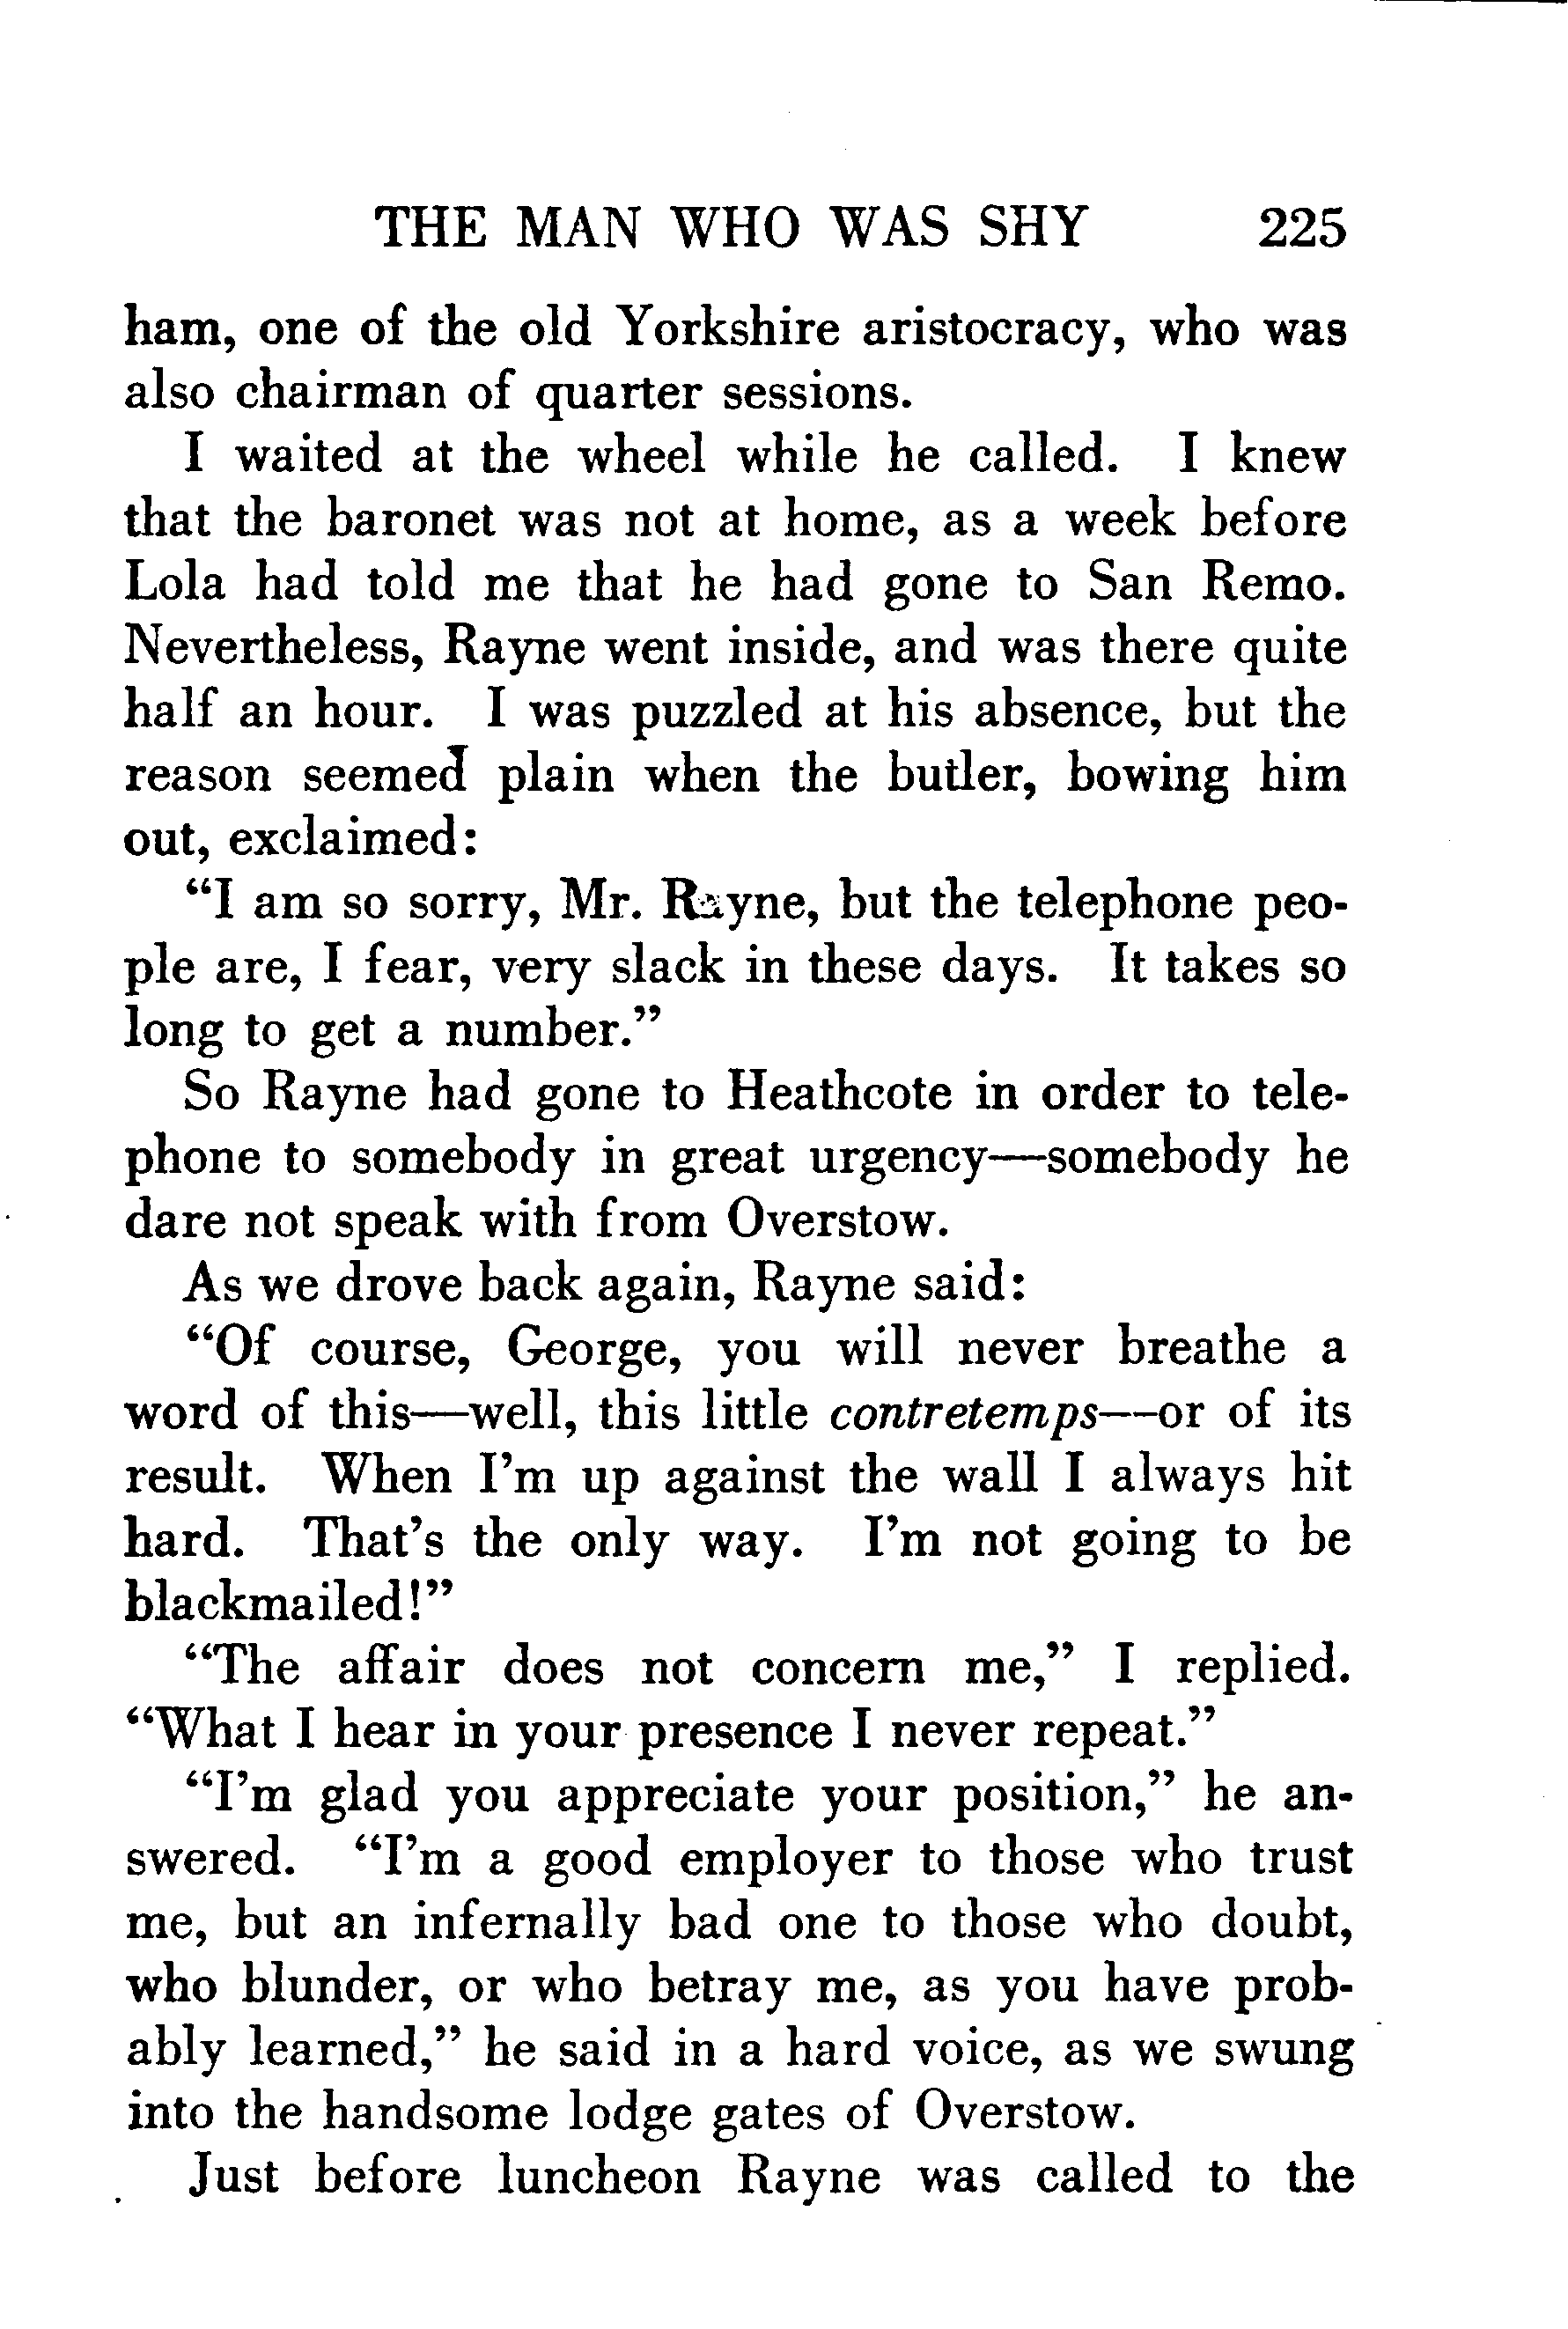 THE MAN WHO WAS SHY 225
ham, one of the old Yorkshire aristocracy, who was
also chairman of quarter sessions.
I waited at the wheel while he called. I knew
that the baronet was not at home, as a week before
Lola had told me that he had gone to San Remo.
Nevertheless, Rayne went inside, and was there quite
half an hour. I was puzzled at his absence, but the
reason seemed plain when the butler, bowing him
out, exclaimed:
“I am so sorry, Mr. Rayne, but the telephone peo-
ple are, I fear, very slack in these days. It takes so
long to get a number.”
So Rayne had gone to Heathcote in order to tele-
phone to somebody in great urgency—somebody he
dare not speak with from Overstow.
As we drove back again, Rayne said:
“Of course, George, you will never breathe a
word of this—well, this little contretemps—or of its
result. When I’m up against the wall I always hit
hard. That’s the only way. I’m not going to be
blackmailed!”
“The affair does not concern me,” I replied.
“What I hear in your presence I never repeat.”
“I’m glad you appreciate your position,” he an-
swered. “I’m a good employer to those who trust
me, but an infernally bad one to those who doubt,
who blunder, or who betray me, as you have prob-
ably learned,” he said in a hard voice, as we swung
into the handsome lodge gates of Overstow.
Just before luncheon Rayne was called to the